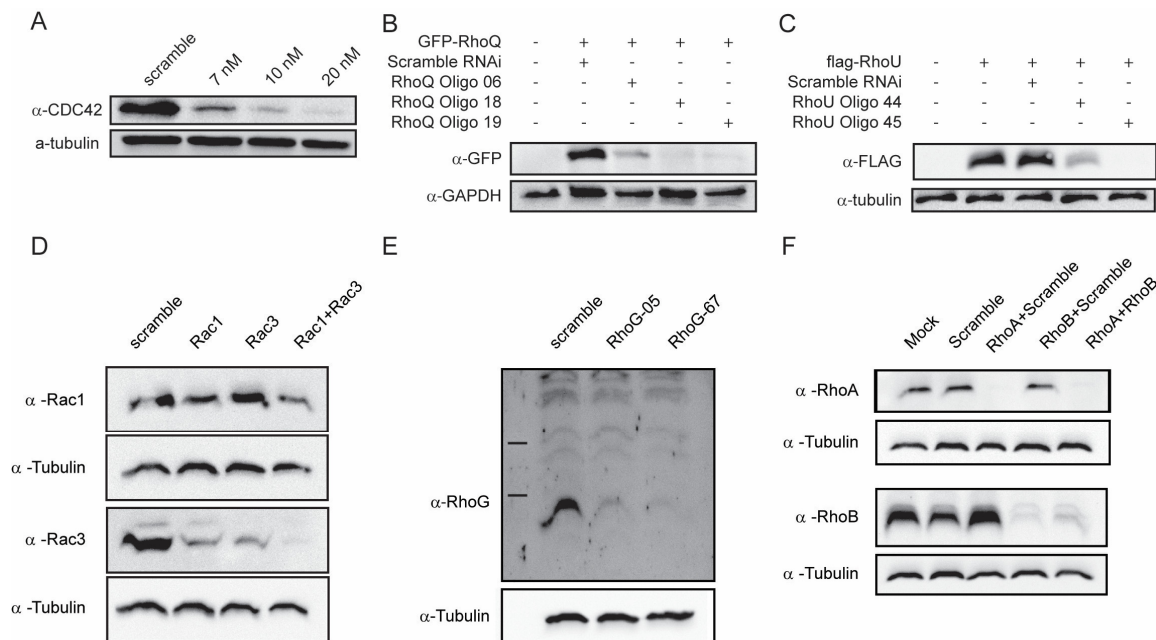 A
scramble
7 nM
10 nM
20 nM
α-CDC42
a-tubulin
B
GFP-RhoQ - + + + +
Scramble RNAi - + - - -
RhoQ Oligo 06 - - + - -
RhoQ Oligo 18 - - - + -
RhoQ Oligo 19 - - - - +
α-GFP
α-GAPDH
C
flag-RhoU - + + + +
Scramble RNAi - - + - -
RhoU Oligo 44 - - - + -
RhoU Oligo 45 - - - - +
α-FLAG
α-tubulin
D
scramble
Rac1
Rac3
Rac1+Rac3
α -Rac1
α -Tubulin
α -Rac3
α -Tubulin
E
scramble
RhoG-05
RhoG-67
α-RhoG
α-Tubulin
F
Mock
Scramble
RhoA+Scramble
RhoB+Scramble
RhoA+RhoB
α -RhoA
α -Tubulin
α -RhoB
α -Tubulin